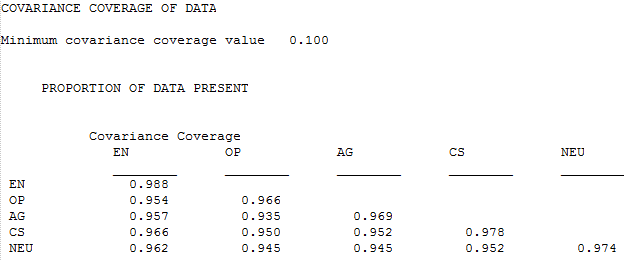 COVARIANCE COVERAGE OF DATA
Minimum covariance coverage value 0.100
PROPORTION OF DATA PRESENT
Covariance Coverage
EN OP AG CS NEU
EN 0.988
OP 0.954 0.966
AG 0.957 0.935 0.969
CS 0.966 0.950 0.952 0.978
NEU 0.962 0.945 0.945 0.952 0.974